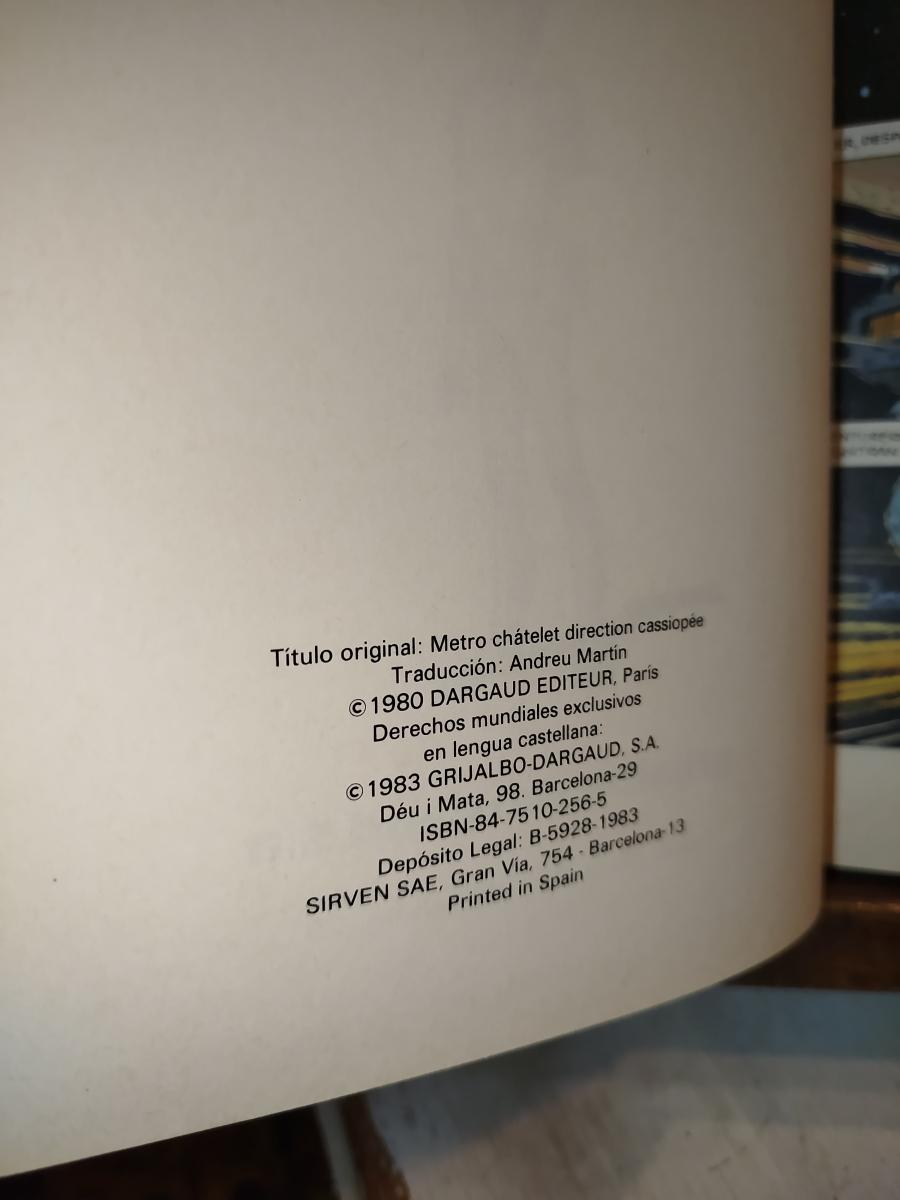 Título original: Metro chátelet direction cassiopée
Traducción: Andreu Martín
©1980 DARGAUD EDITEUR, París
Derechos mundiales exclusivos
en lengua castellana:
©1983 GRIJALBO-DARGAUD, S.A.
Déu i Mata, 98. Barcelona-29
ISBN-84-7510-256-5
Depósito Legal: B-5928-1983
SIRVEN SAE, Gran Vía, 754 - Barcelona-13
Printed in Spain